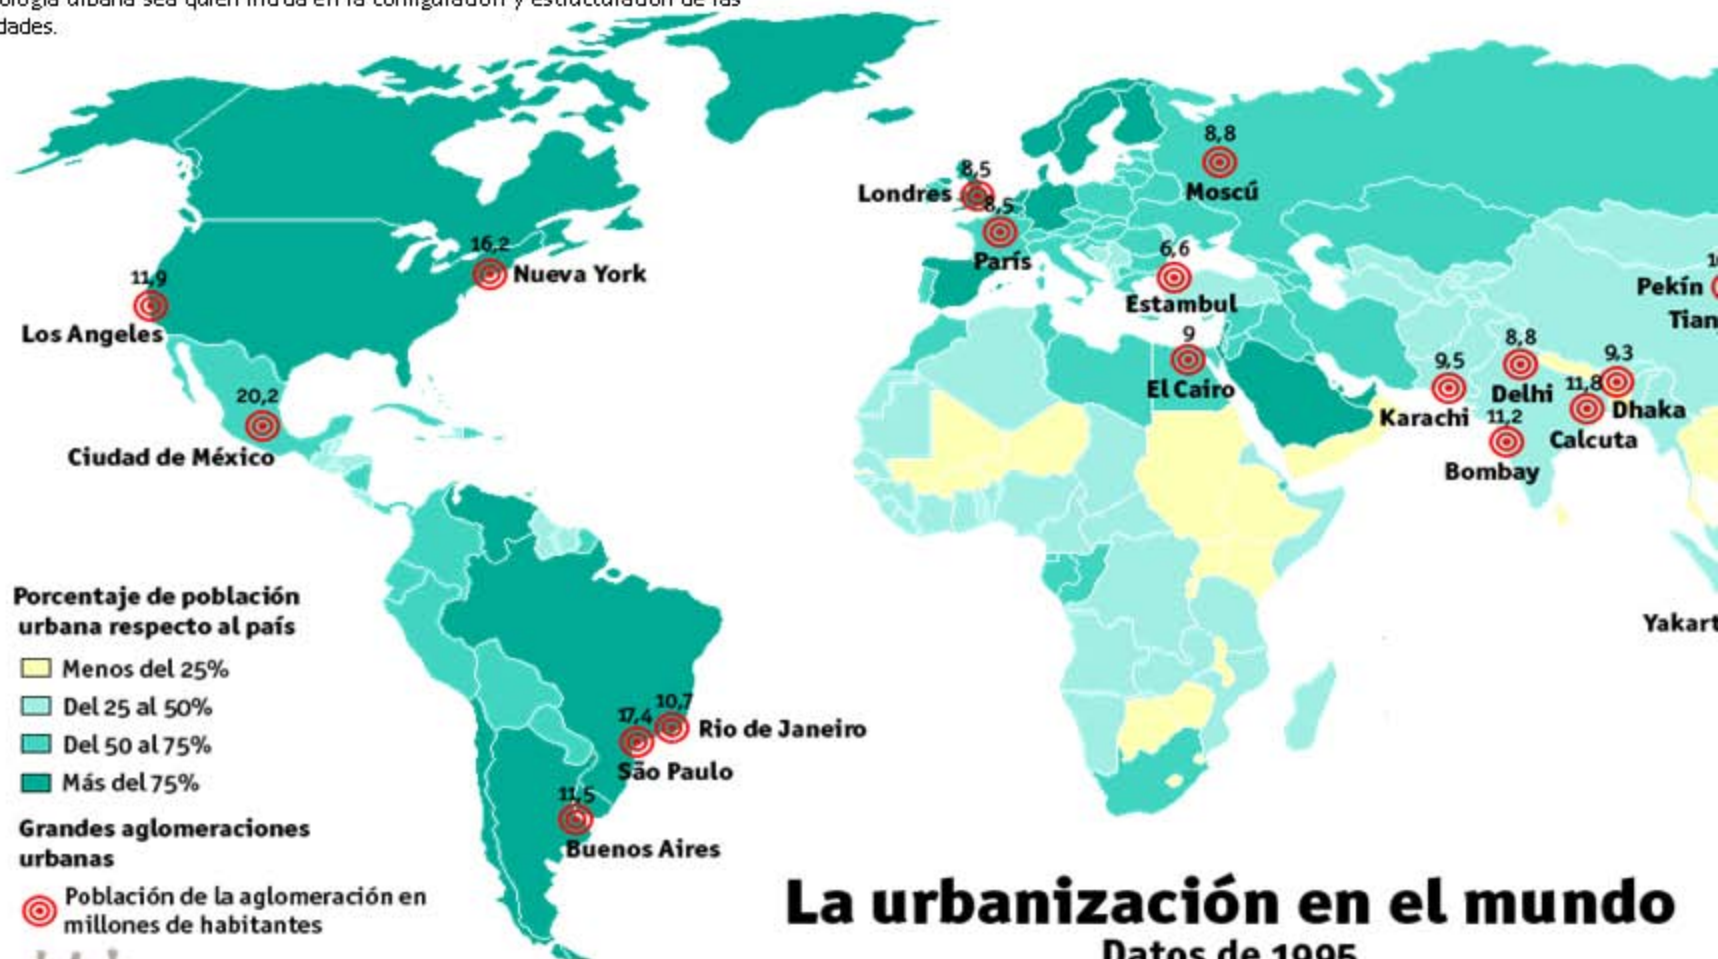 dades.
8,8
Moscú
8,5
Londres
8,5
París
16,2
Nueva York
6,6
Estambul
11,9
Los Angeles
Pekín
9
El Cairo
8,8
Delhi
9,3
Dhaka
9,5
Karachi
11,8
Calcuta
11,2
Bombay
20,2
Ciudad de México
Porcentaje de población
urbana respecto al país
Menos del 25%
Del 25 al 50%
Del 50 al 75%
Más del 75%
10,7
Rio de Janeiro
17,4
São Paulo
11,5
Buenos Aires
Grandes aglomeraciones
urbanas
Población de la aglomeración en
millones de habitantes
La urbanización en el mundo
Datos de 1995